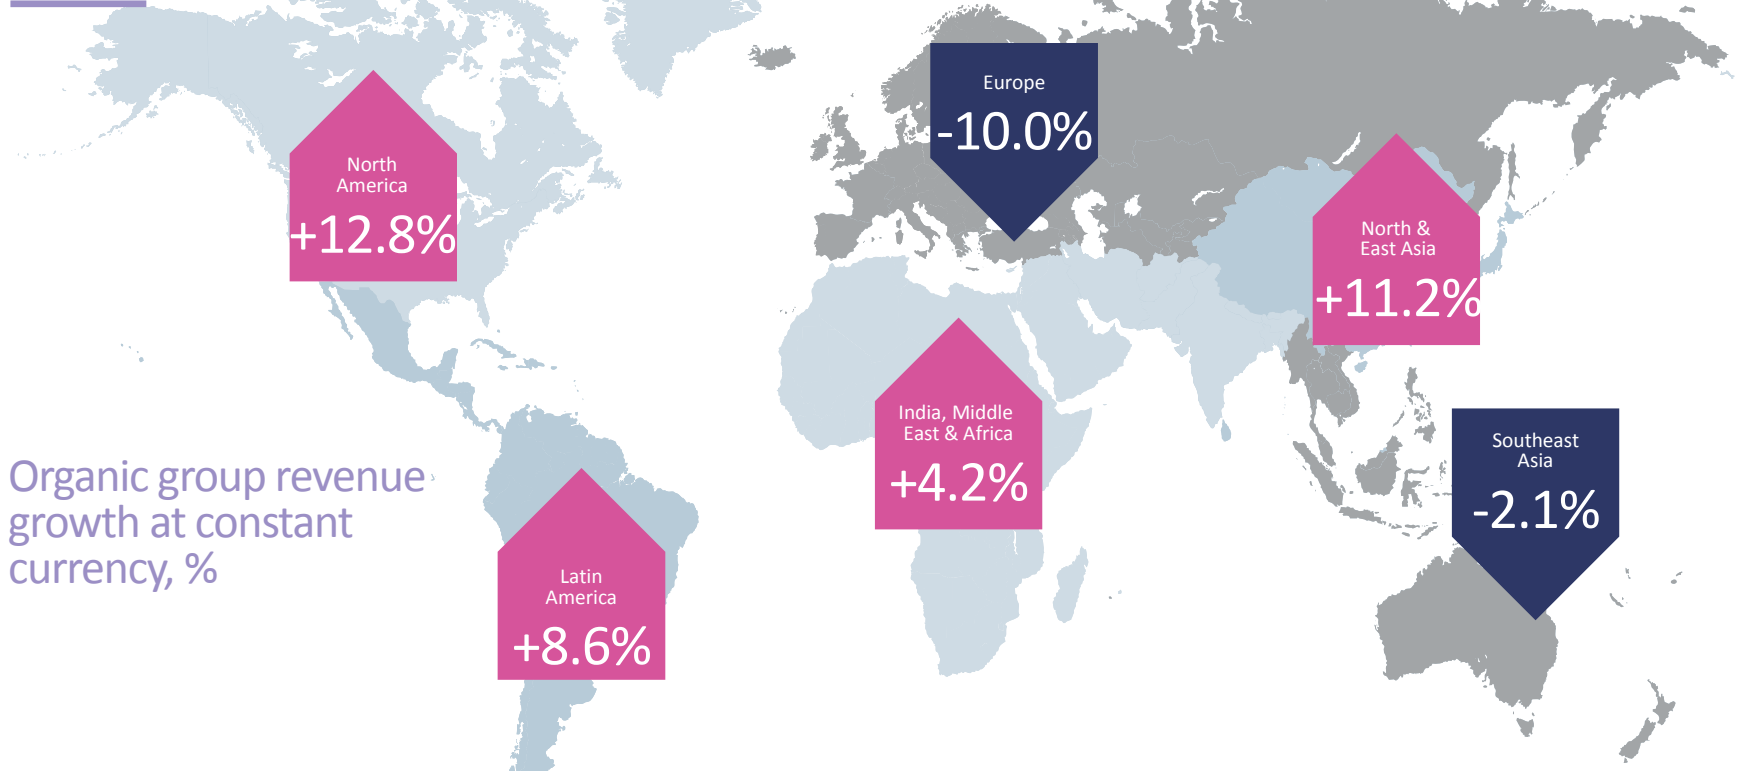 Europe
-10.0%
North
America
+12.8%
North &
East Asia
+11.2%
India, Middle
East & Africa
+4.2%
Southeast
Asia
-2.1%
Organic group revenue
growth at constant
currency, %
Latin
America
+8.6%